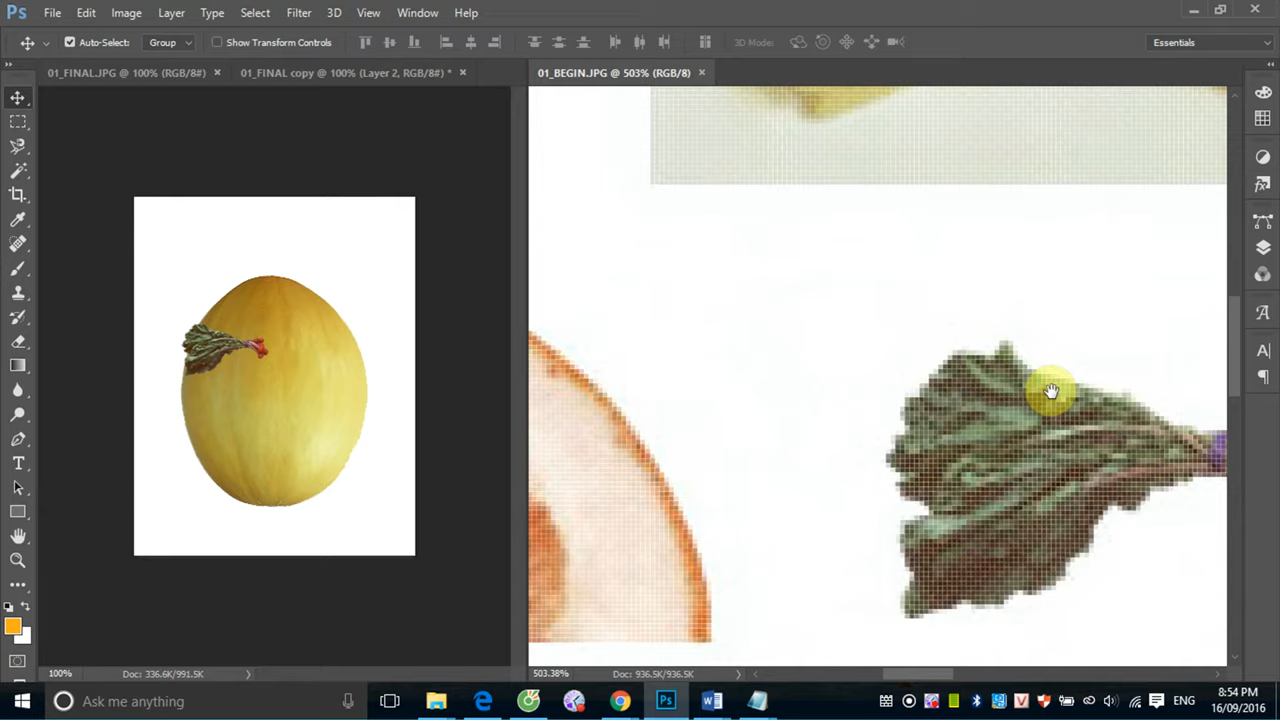 Ps File Edit Image Layer Type Select Filter 3D View Window Help
Auto-Select: Group Show Transform Controls 3D Mode: Essentials
01_FINAL.JPG @ 100% (RGB/8#) × 01_FINAL copy @ 100% (Layer 2, RGB/8#) * × 01_BEGIN.JPG @ 503% (RGB/8) ×
100% Doc: 336.6K/991.5K 503.38% Doc: 936.5K/936.5K
Ask me anything ENG 8:54 PM
16/09/2016